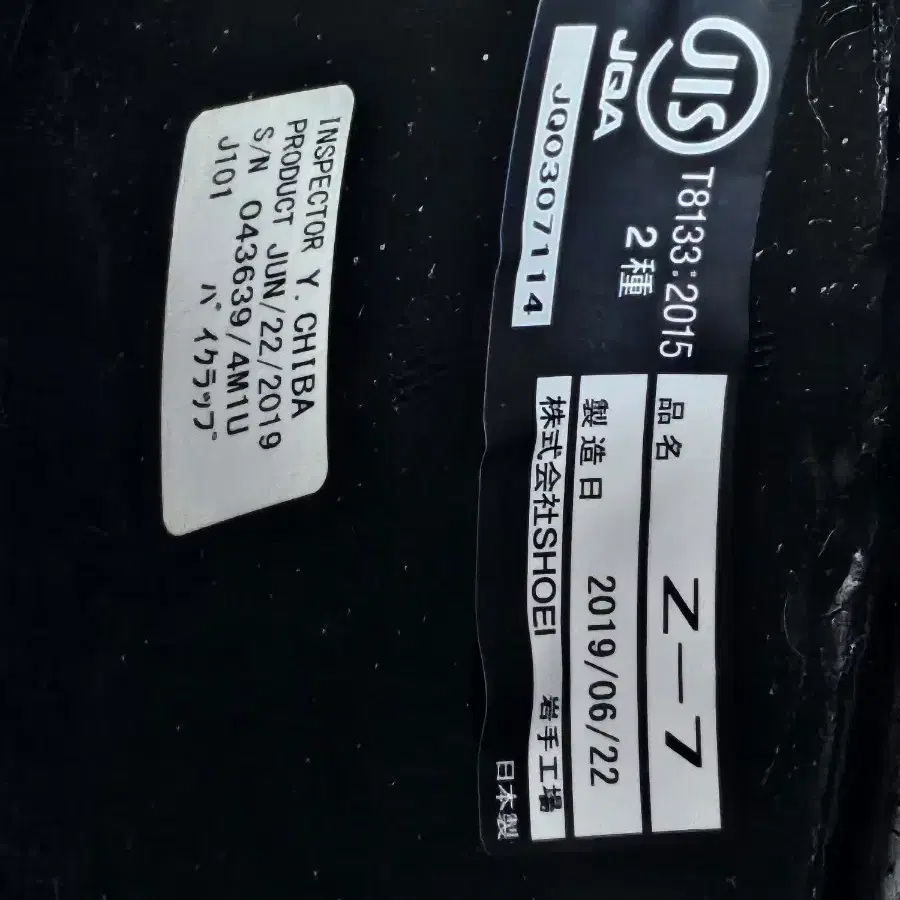 JIS
JQA
T8133:2015
2種
JQ0307114
品名 Z-7
製造日 2019/06/22
株式会社SHOEI 岩手工場
日本製
INSPECTOR Y.CHIBA
PRODUCT JUN/22/2019
S/N 043639/4M1U
J101 バイクラップ